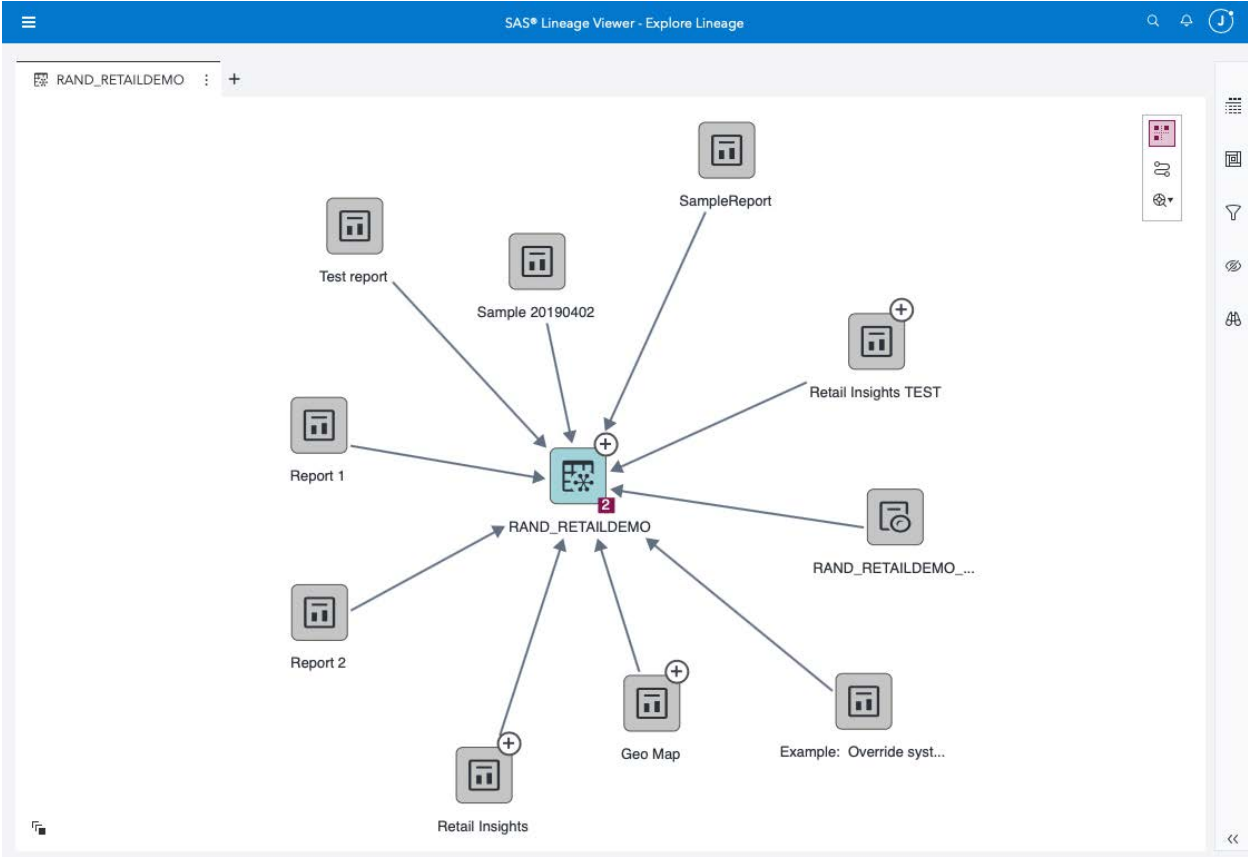 SAS® Lineage Viewer - Explore Lineage
J
RAND_RETAILDEMO
SampleReport
Test report
Sample 20190402
Retail Insights TEST
Report 1
2
RAND_RETAILDEMO
RAND_RETAILDEMO_...
Report 2
Geo Map
Example: Override syst...
Retail Insights